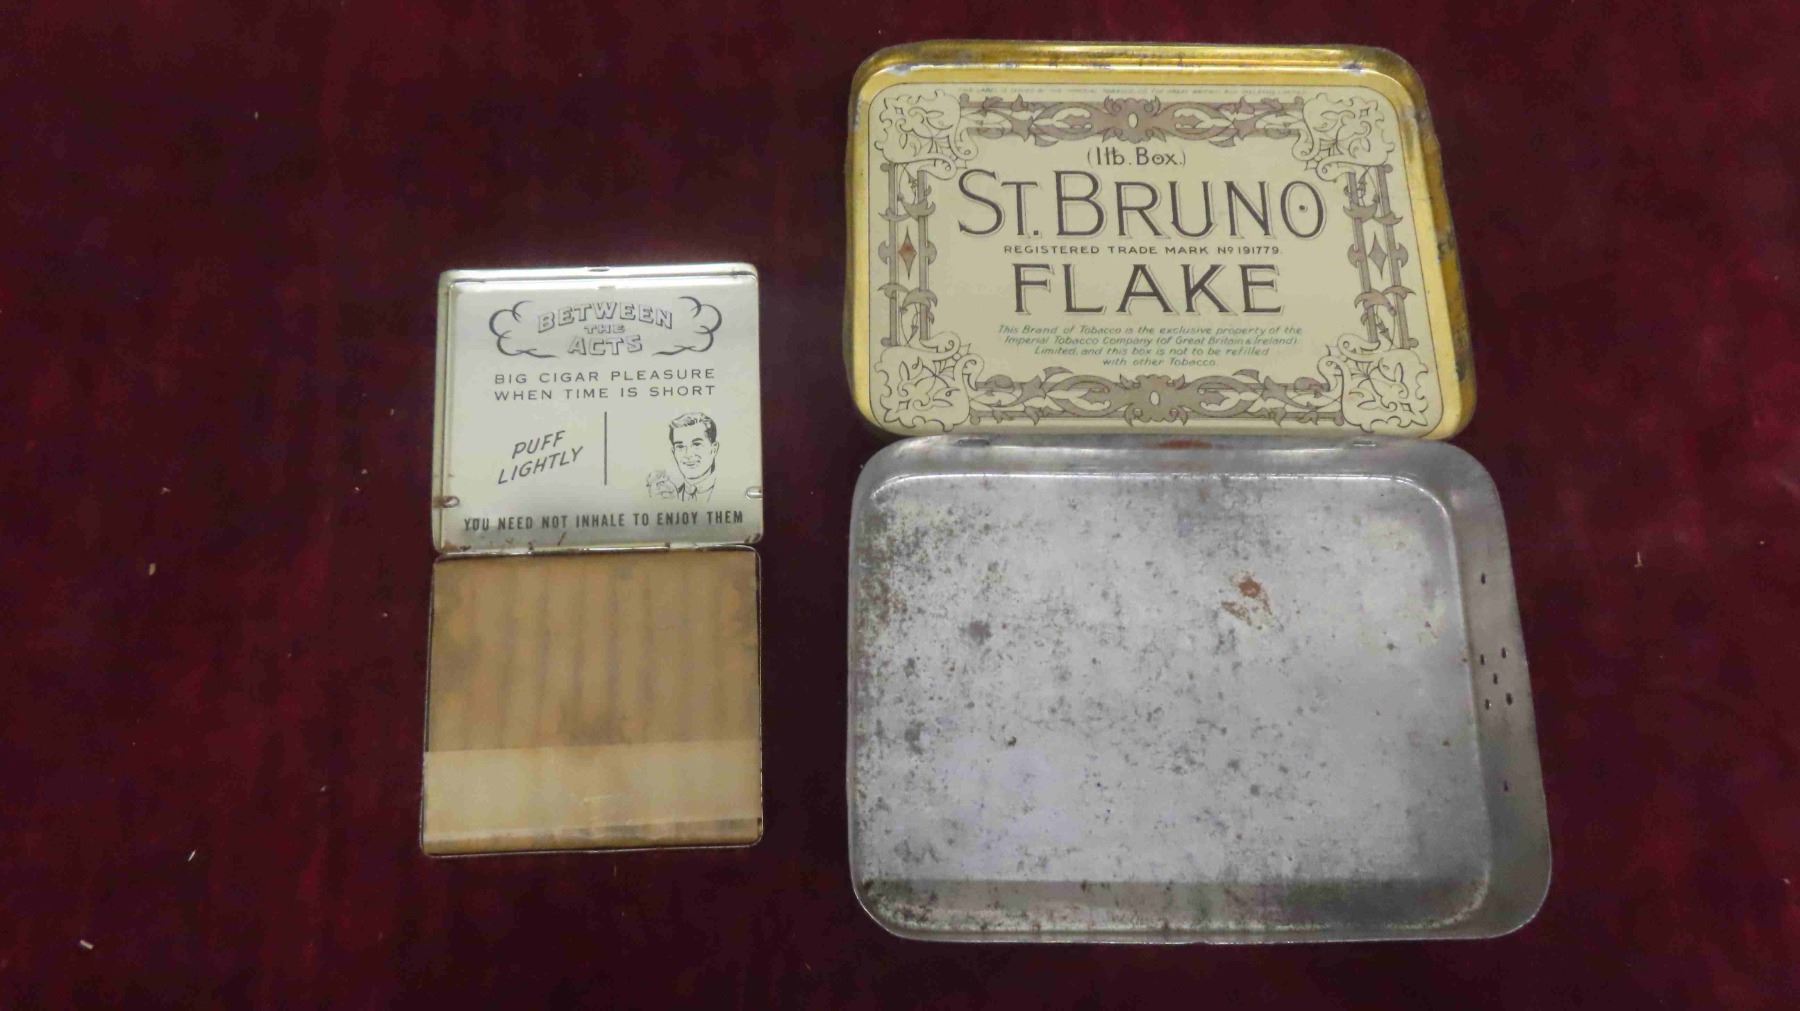 BETWEEN
THE
ACTS
BIG CIGAR PLEASURE
WHEN TIME IS SHORT
PUFF
LIGHTLY
YOU NEED NOT INHALE TO ENJOY THEM
(1℔. Box.)
ST. BRUNO
REGISTERED TRADE MARK Nº 191779.
FLAKE
This Brand of Tobacco is the exclusive property of the
Imperial Tobacco Company (of Great Britain & Ireland)
Limited, and this box is not to be refilled
with other Tobacco.